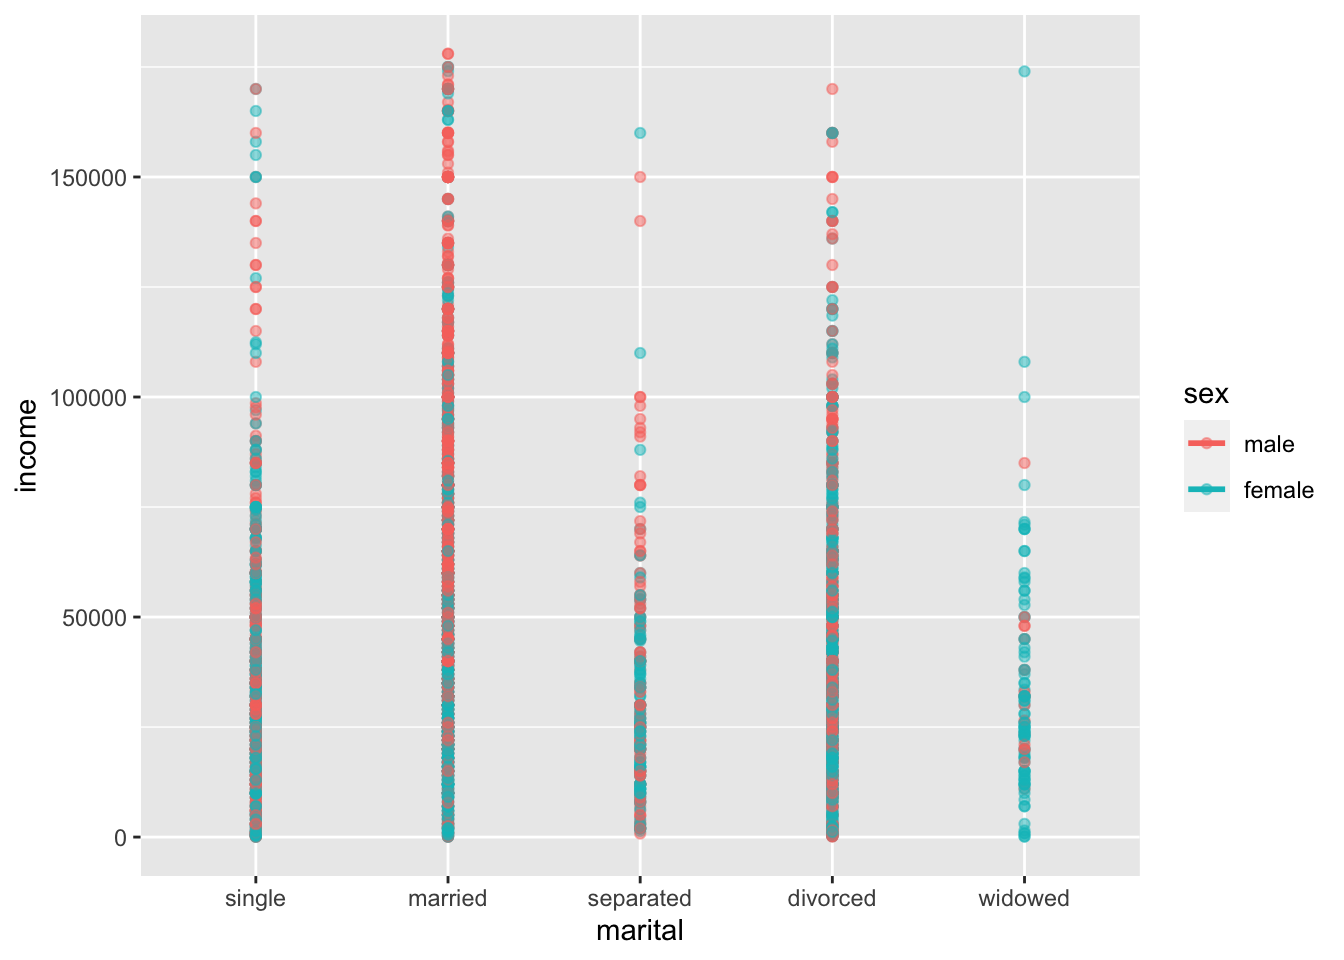 income
150000
100000
50000
0
single married separated divorced widowed
marital
sex
male
female